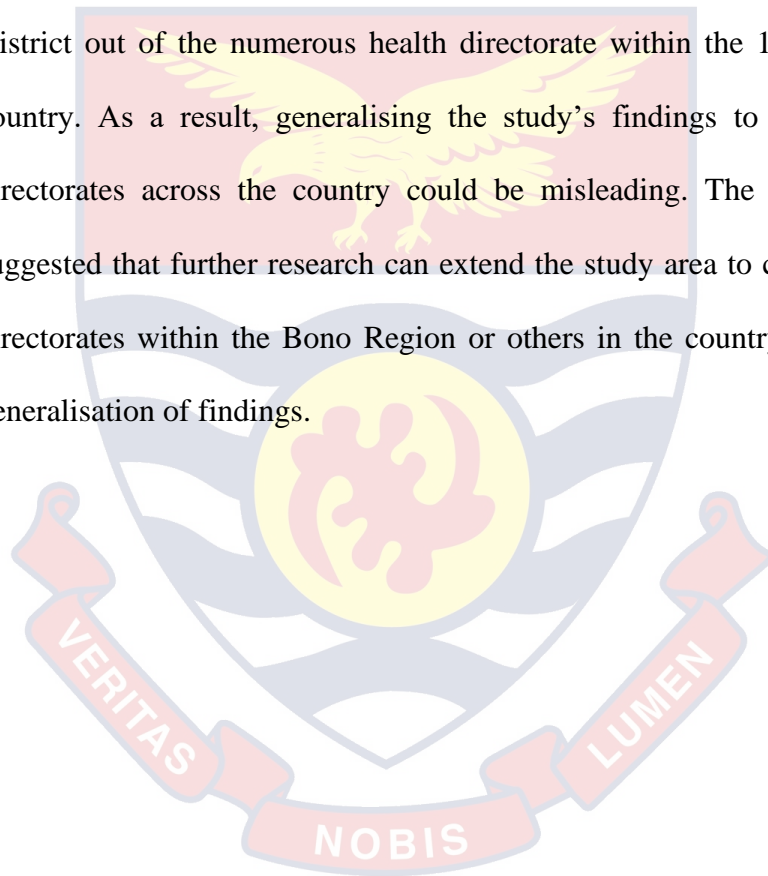 istrict out of the numerous health directorate within the 1
ountry. As a result, generalising the study’s findings to
rectorates across the country could be misleading. The
uggested that further research can extend the study area to c
rectorates within the Bono Region or others in the country
eneralisation of findings.
VERITAS
NOBIS
LUMEN